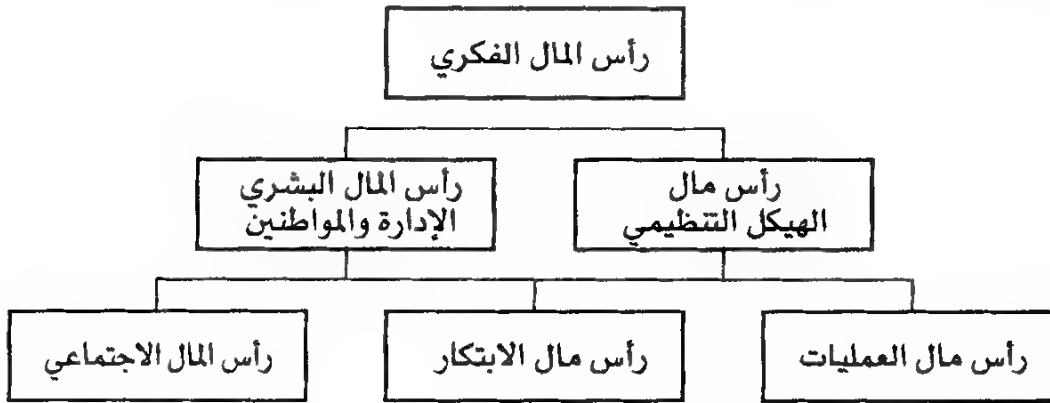 رأس المال الفكري
رأس مال
الهيكل التنظيمي
رأس المال البشري
الإدارة والمواطنين
رأس مال العمليات
رأس مال الابتكار
رأس المال الاجتماعي